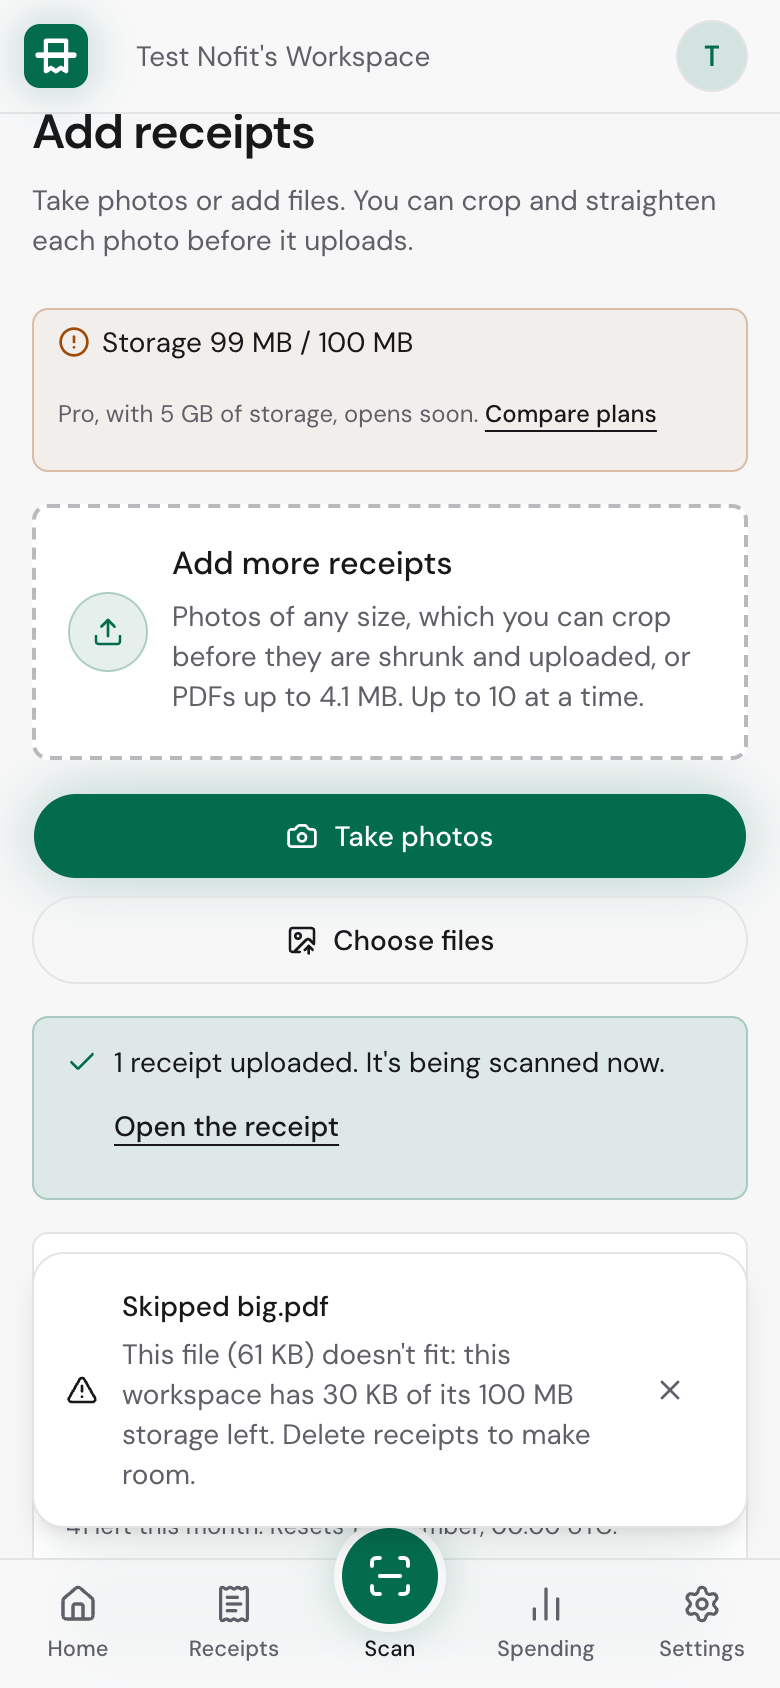 Test Nofit's Workspace
T
Add receipts
Take photos or add files. You can crop and straighten
each photo before it uploads.
Storage 99 MB / 100 MB
Pro, with 5 GB of storage, opens soon. Compare plans
Add more receipts
Photos of any size, which you can crop
before they are shrunk and uploaded, or
PDFs up to 4.1 MB. Up to 10 at a time.
Take photos
Choose files
1 receipt uploaded. It's being scanned now.
Open the receipt
Skipped big.pdf
This file (61 KB) doesn't fit: this
workspace has 30 KB of its 100 MB
storage left. Delete receipts to make
room.
left this month. Resets
Home
Receipts
Scan
Spending
Settings